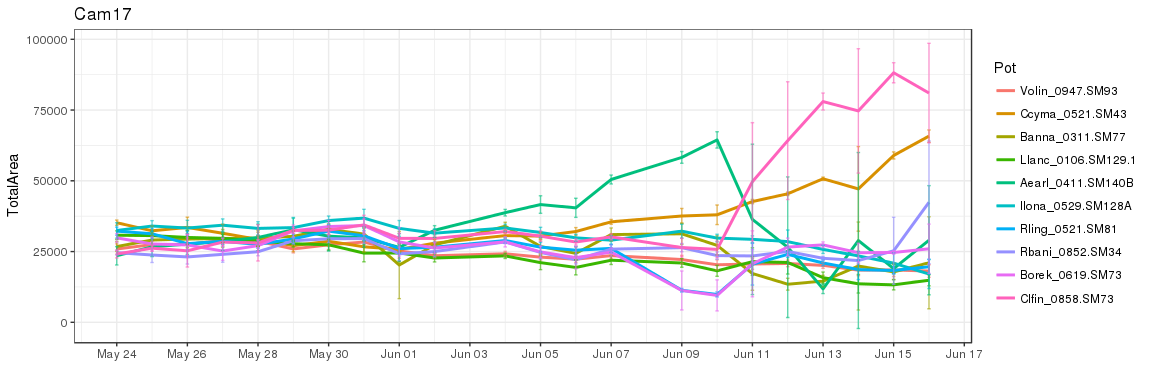 Cam17
TotalArea
100000
75000
50000
25000
0
May 24 May 26 May 28 May 30 Jun 01 Jun 03 Jun 05 Jun 07 Jun 09 Jun 11 Jun 13 Jun 15 Jun 17
Pot
Volin_0947.SM93
Ccyma_0521.SM43
Banna_0311.SM77
Llanc_0106.SM129.1
Aearl_0411.SM140B
Ilona_0529.SM128A
Rling_0521.SM81
Rbani_0852.SM34
Borek_0619.SM73
Clfin_0858.SM73